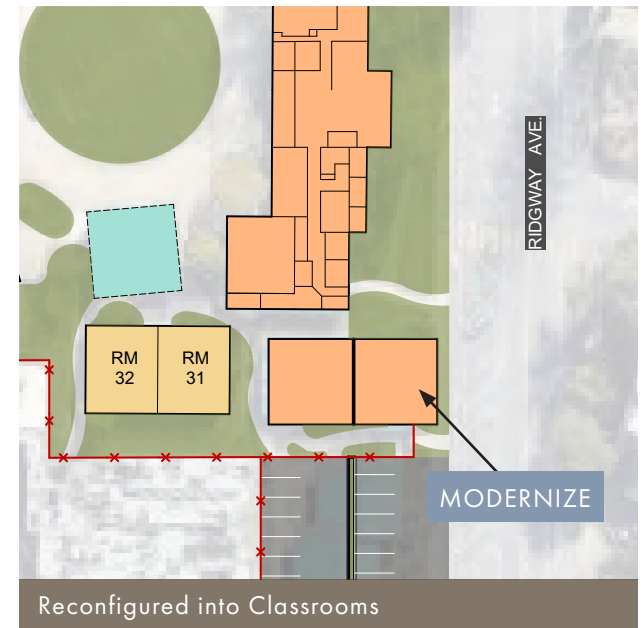 RIDGWAY AVE.
RM
32
RM
31
MODERNIZE
Reconfigured into Classrooms